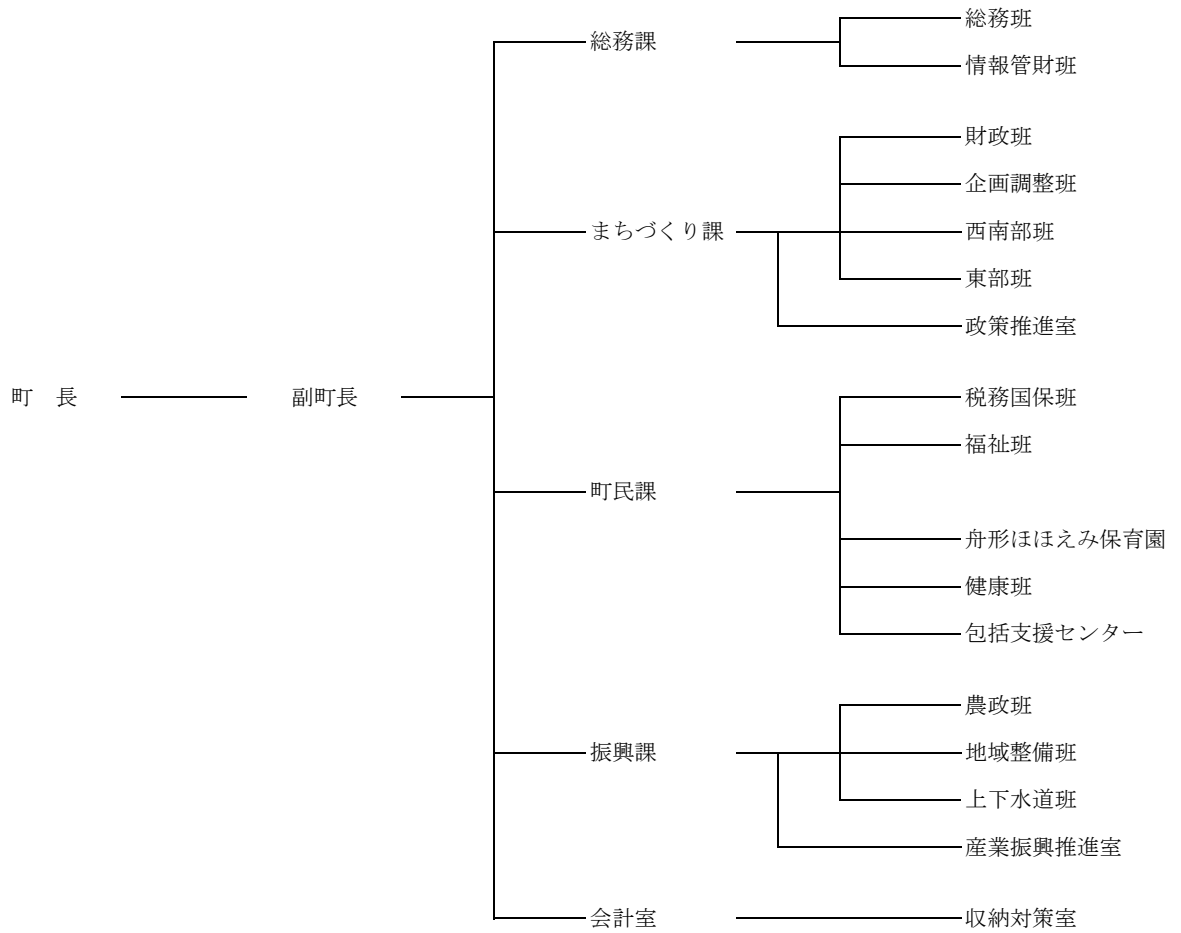 総務班
総務課
情報管財班
財政班
企画調整班
まちづくり課
西南部班
東部班
政策推進室
町　長
副町長
税務国保班
福祉班
町民課
舟形ほほえみ保育園
健康班
包括支援センター
農政班
振興課
地域整備班
上下水道班
産業振興推進室
会計室
収納対策室